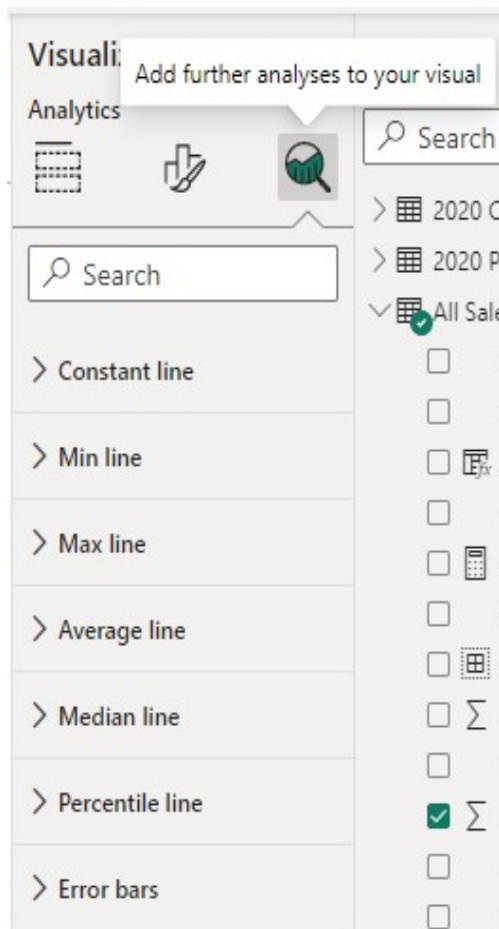 Visuali
Add further analyses to your visual
Analytics
Search
Constant line
Min line
Max line
Average line
Median line
Percentile line
Error bars
Search
2020
2020 P
All Sale